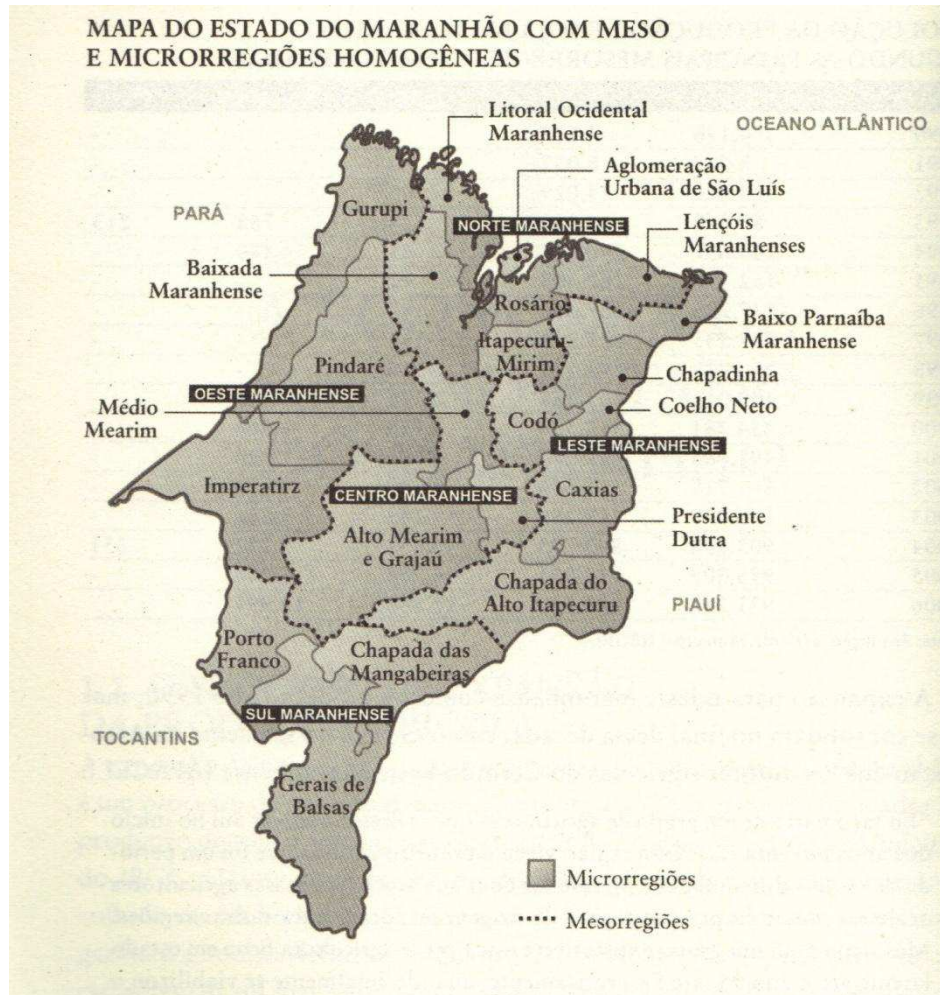 MAPA DO ESTADO DO MARANHÃO COM MESO
E MICRORREGIÕES HOMOGÊNEAS
Litoral Ocidental
Maranhense
OCEANO ATLÂNTICO
Aglomeração
Urbana de São Luís
PARÁ
Gurupi
NORTE MARANHENSE
Lençóis
Maranhenses
Baixada
Maranhense
Rosário
Baixo Parnaíba
Maranhense
Itapecuru-
Mirim
Pindaré
Chapadinha
OESTE MARANHENSE
Médio
Mearim
Codó
Coelho Neto
LESTE MARANHENSE
Imperatirz
CENTRO MARANHENSE
Caxias
Alto Mearim
e Grajaú
Presidente
Dutra
Chapada do
Alto Itapecuru
PIAUÍ
Porto
Franco
Chapada das
Mangabeiras
SUL MARANHENSE
TOCANTINS
Gerais de
Balsas
Microrregiões
Mesorregiões